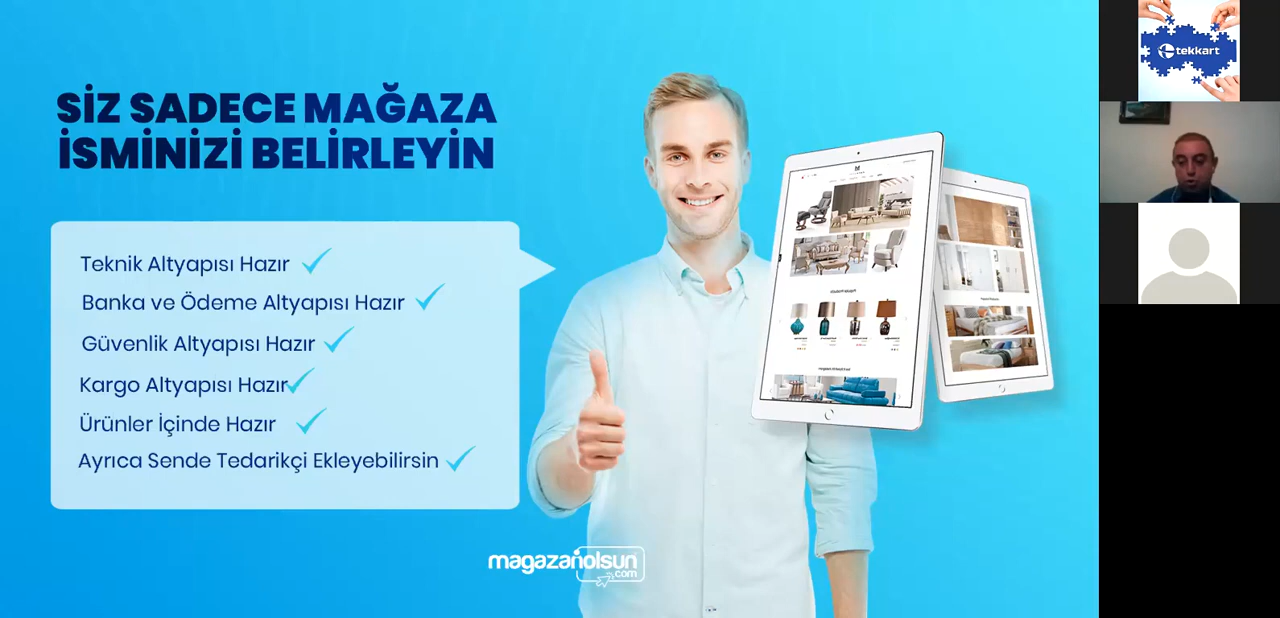 SİZ SADECE MAĞAZA
İSMİNİZİ BELİRLEYİN
Teknik Altyapısı Hazır
Banka ve Ödeme Altyapısı Hazır
Güvenlik Altyapısı Hazır
Kargo Altyapısı Hazır
Ürünler İçinde Hazır
Ayrıca Sende Tedarikçi Ekleyebilirsin
magazanolsun
.com
tekkart